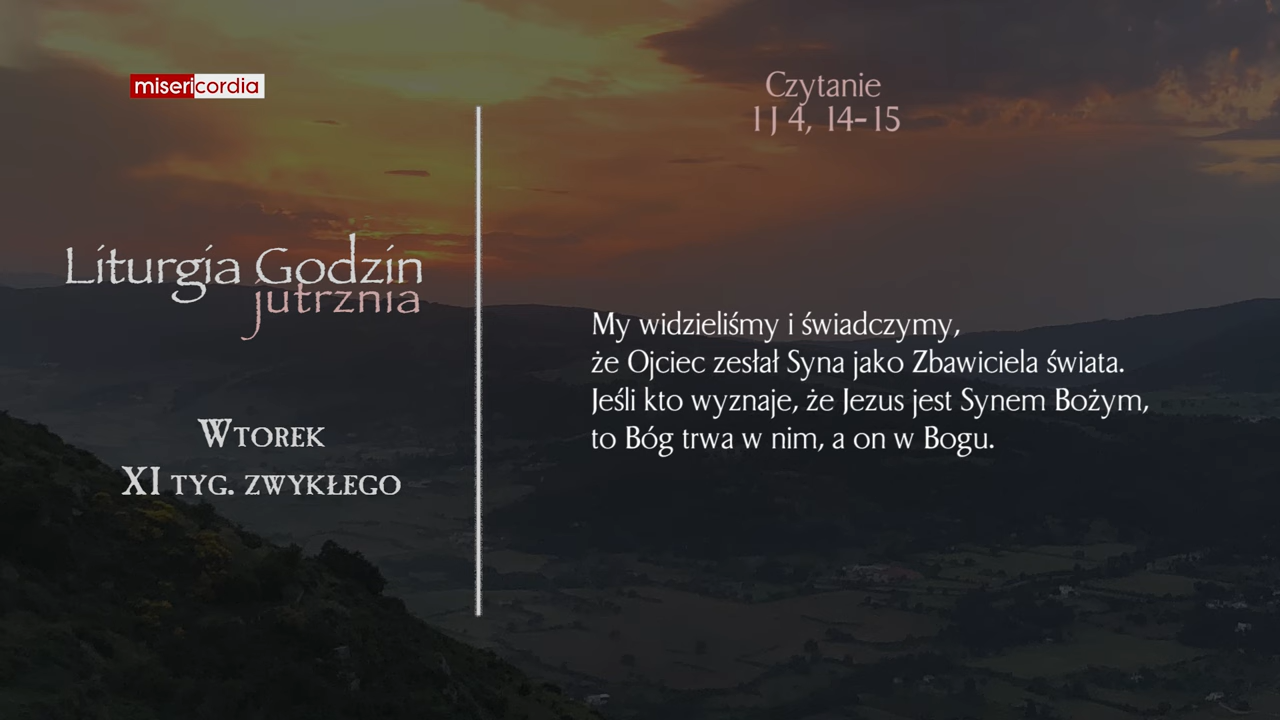 misericordia
Liturgia Godzin
jutrznia
Wtorek
XI tyg. zwykłego
Czytanie
1 J 4, 14-15
My widzieliśmy i świadczymy,
że Ojciec zesłał Syna jako Zbawiciela świata.
Jeśli kto wyznaje, że Jezus jest Synem Bożym,
to Bóg trwa w nim, a on w Bogu.